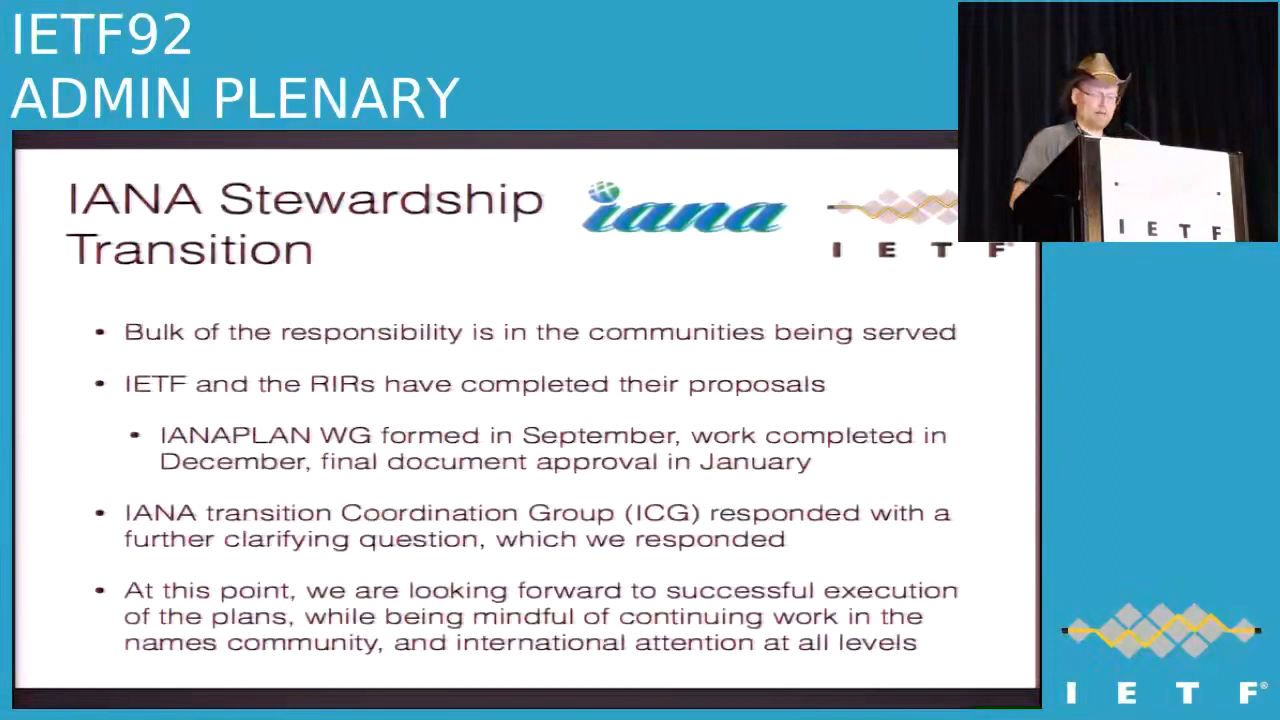 IETF92
ADMIN PLENARY
IANA Stewardship
Transition
iana
I E T F
I E T F
• Bulk of the responsibility is in the communities being served
• IETF and the RIRs have completed their proposals
• IANAPLAN WG formed in September, work completed in
December, final document approval in January
• IANA transition Coordination Group (ICG) responded with a
further clarifying question, which we responded
• At this point, we are looking forward to successful execution
of the plans, while being mindful of continuing work in the
names community, and international attention at all levels
I E T F®